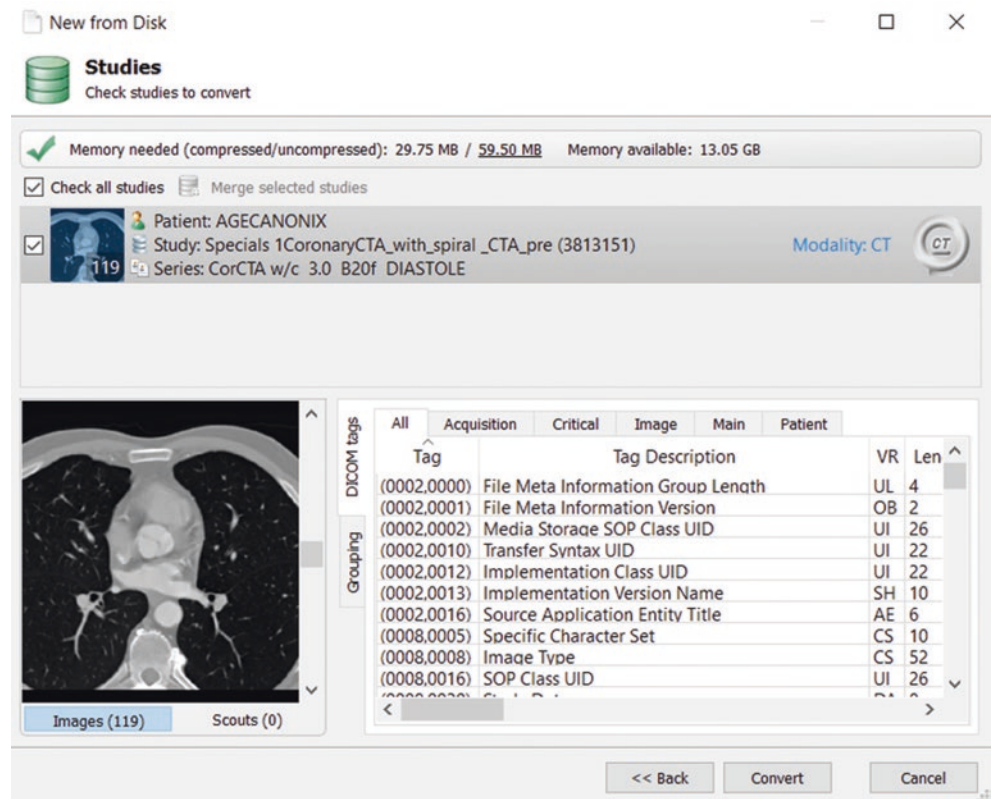 New from Disk
Studies
Check studies to convert
Memory needed (compressed/uncompressed): 29.75 MB / 59.50 MB Memory available: 13.05 GB
Check all studies Merge selected studies
Patient: AGECANONIX
Study: Specials 1CoronaryCTA_with_spiral _CTA_pre (3813151)
Series: CorCTA w/c 3.0 B20f DIASTOLE
119
Modality: CT
CT
DICOM tags
Grouping
All Acquisition Critical Image Main Patient
Tag Tag Description VR Len
(0002,0000) File Meta Information Group Length UL 4
(0002,0001) File Meta Information Version OB 2
(0002,0002) Media Storage SOP Class UID UI 26
(0002,0010) Transfer Syntax UID UI 22
(0002,0012) Implementation Class UID UI 22
(0002,0013) Implementation Version Name SH 10
(0002,0016) Source Application Entity Title AE 6
(0008,0005) Specific Character Set CS 10
(0008,0008) Image Type CS 52
(0008,0016) SOP Class UID UI 26
Images (119) Scouts (0)
<< Back Convert Cancel